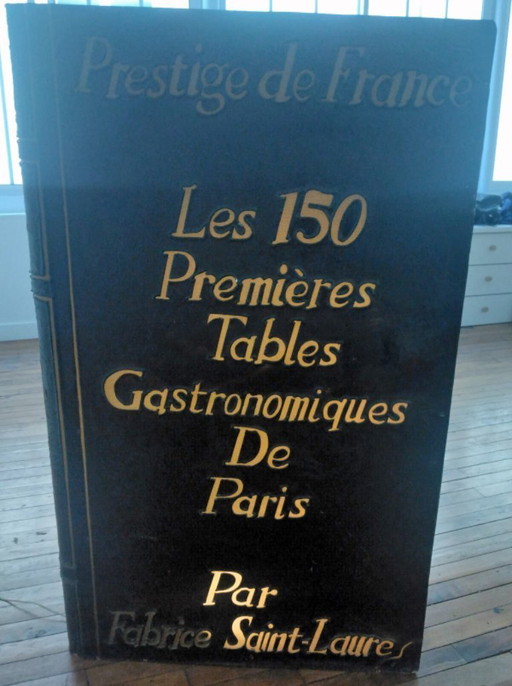 Prestige de France
Les 150
Premières
Tables
Gastronomiques
De
Paris
Par
Fabrice Saint-Laures